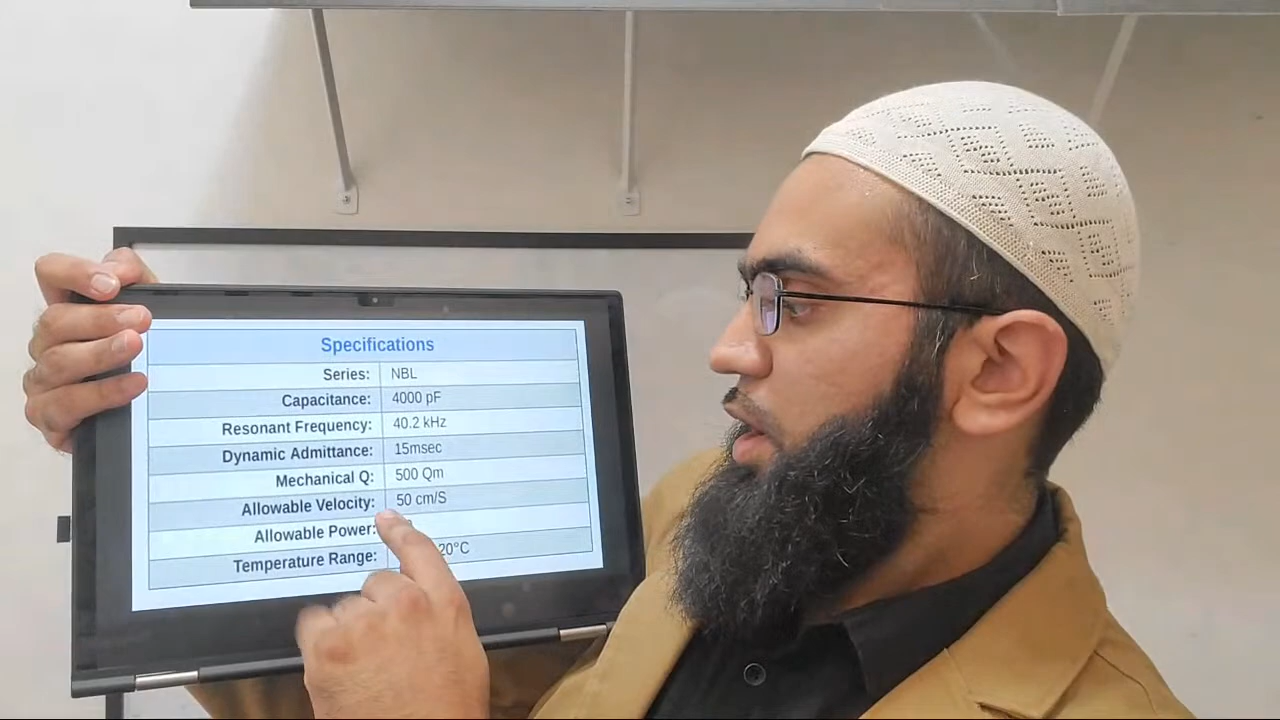 Specifications
Series: NBL
Capacitance: 4000 pF
Resonant Frequency: 40.2 kHz
Dynamic Admittance: 15msec
Mechanical Q: 500 Qm
Allowable Velocity: 50 cm/S
Allowable Power:
Temperature Range: 20°C